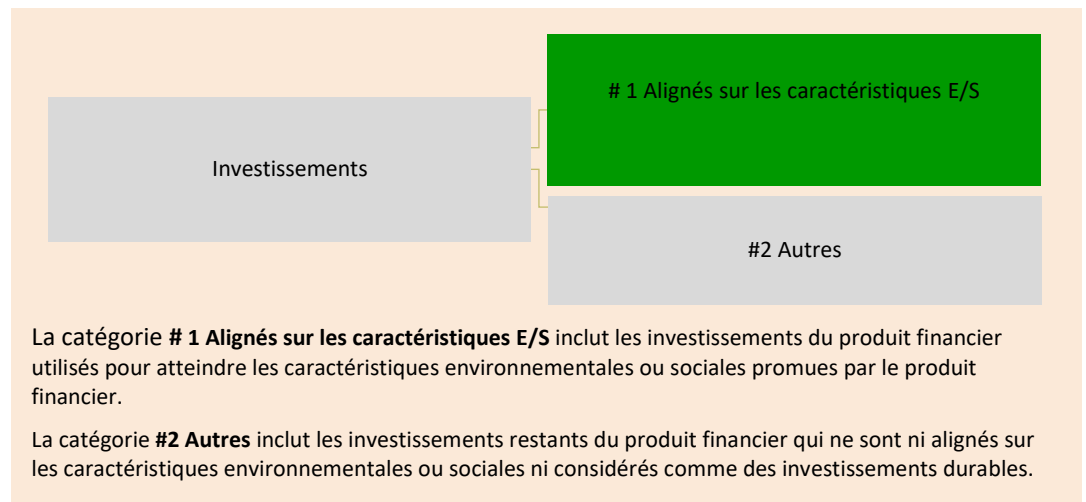 # 1 Alignés sur les caractéristiques E/S
Investissements
#2 Autres
La catégorie # 1 Alignés sur les caractéristiques E/S inclut les investissements du produit financier
utilisés pour atteindre les caractéristiques environnementales ou sociales promues par le produit
financier.
La catégorie #2 Autres inclut les investissements restants du produit financier qui ne sont ni alignés sur
les caractéristiques environnementales ou sociales ni considérés comme des investissements durables.